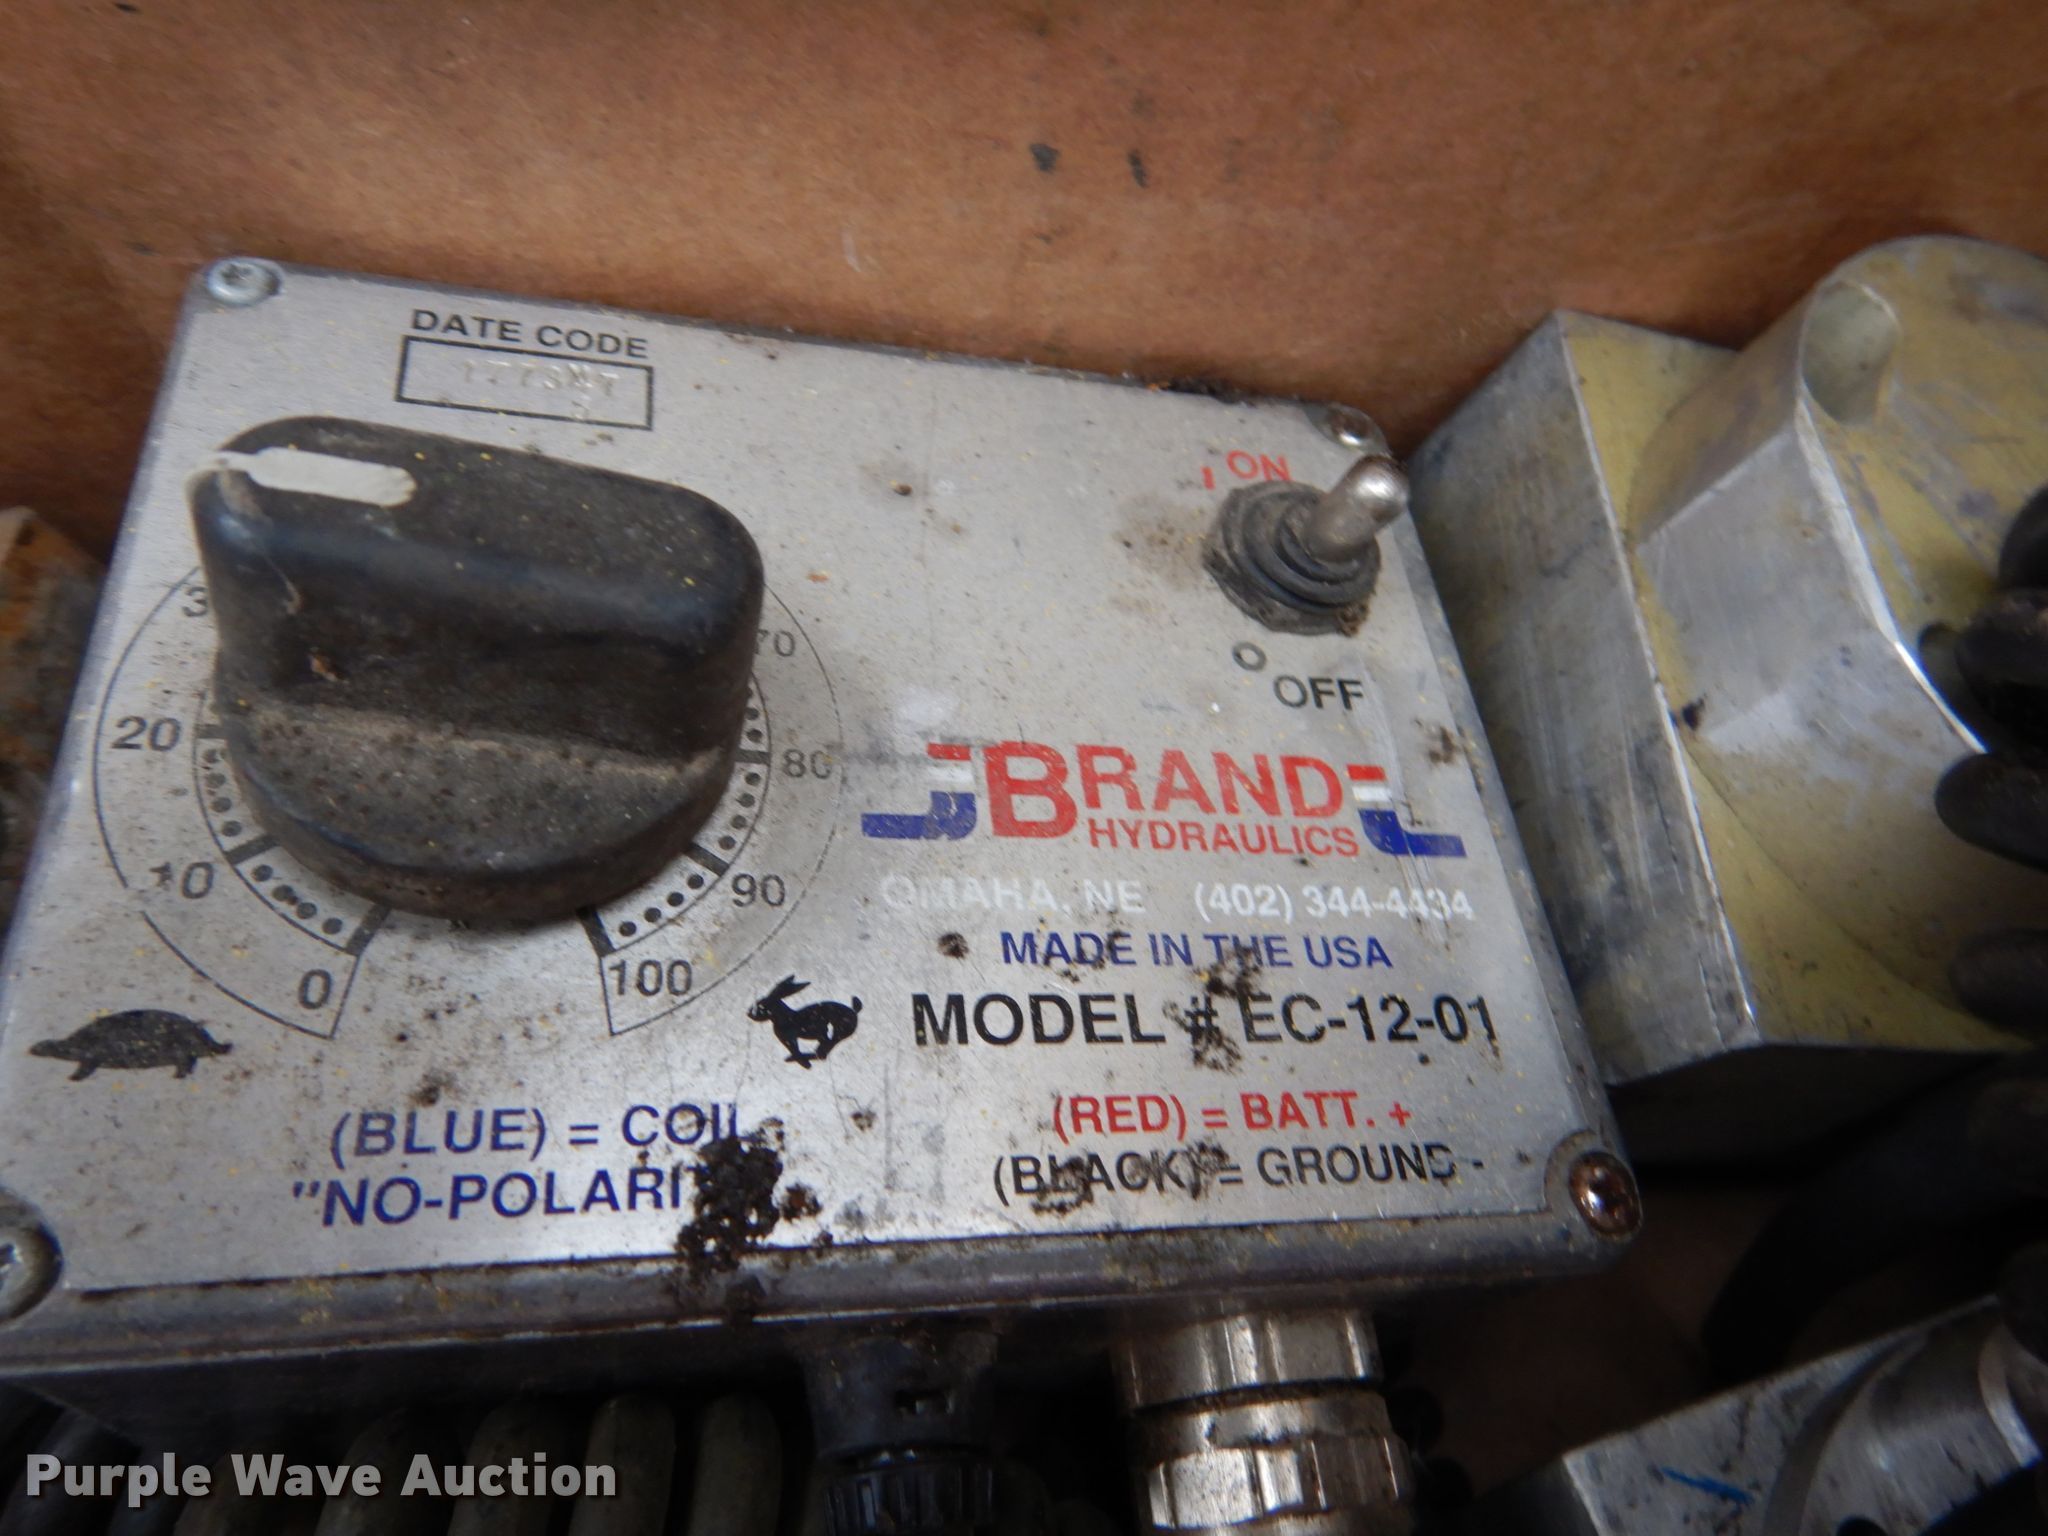 DATE CODE
ON
O
OFF
70
20
80
10
90
0
100
BRAND
HYDRAULICS
OMAHA, NE (402) 344-4434
MADE IN THE USA
MODEL # EC-12-01
(BLUE) = COIL
"NO-POLARI
(RED) = BATT. +
(BLACK) = GROUND -
Purple Wave Auction